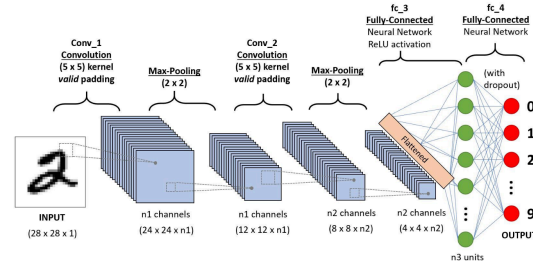 fc_3
Fully-Connected
Neural Network
ReLU activation
fc_4
Fully-Connected
Neural Network
Conv_1
Convolution
(5 x 5) kernel
valid padding
Max-Pooling
(2 x 2)
Conv_2
Convolution
(5 x 5) kernel
valid padding
Max-Pooling
(2 x 2)
(with
dropout)
Flattened
0
1
2
9
INPUT
(28 x 28 x 1)
n1 channels
(24 x 24 x n1)
n1 channels
(12 x 12 x n1)
n2 channels
(8 x 8 x n2)
n2 channels
(4 x 4 x n2)
n3 units
OUTPUT